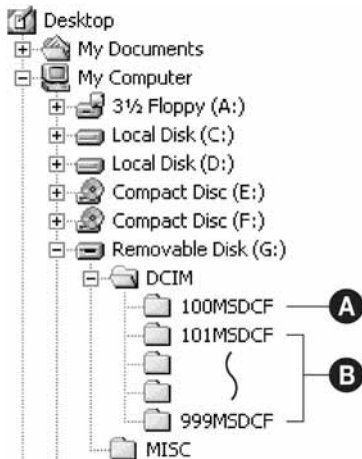 Desktop
My Documents
My Computer
3½ Floppy (A:)
Local Disk (C:)
Local Disk (D:)
Compact Disc (E:)
Compact Disc (F:)
Removable Disk (G:)
DCIM
100MSDCF
A
101MSDCF
B
999MSDCF
MISC